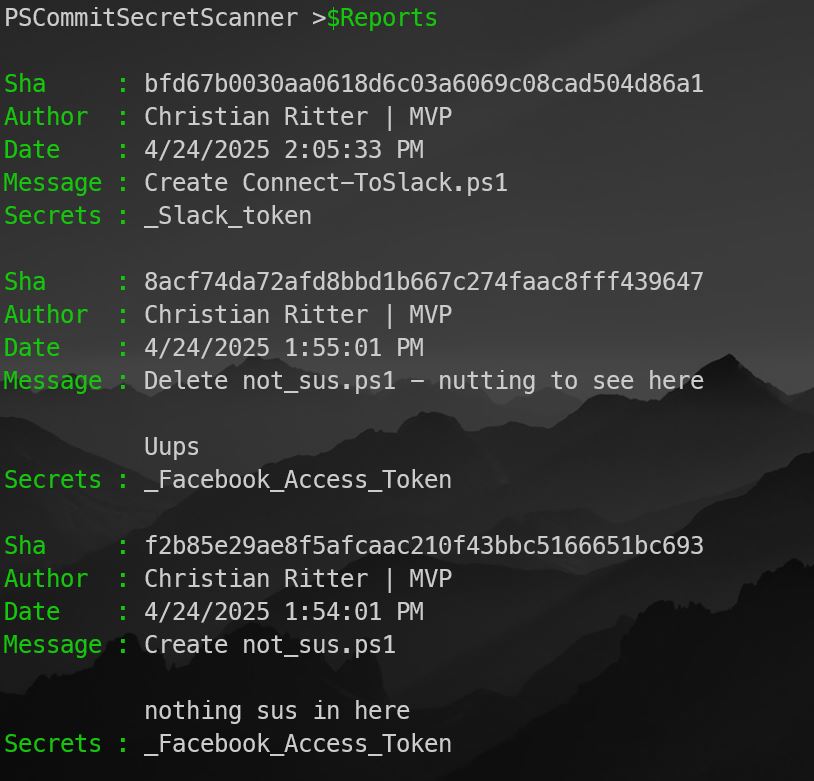 PSCommitSecretScanner >$Reports
Sha : bfd67b0030aa0618d6c03a6069c08cad504d86a1
Author : Christian Ritter | MVP
Date : 4/24/2025 2:05:33 PM
Message : Create Connect-ToSlack.ps1
Secrets : _Slack_token
Sha : 8acf74da72afd8bbd1b667c274faac8fff439647
Author : Christian Ritter | MVP
Date : 4/24/2025 1:55:01 PM
Message : Delete not_sus.ps1 - nutting to see here
Uups
Secrets : _Facebook_Access_Token
Sha : f2b85e29ae8f5afcaac210f43bbc5166651bc693
Author : Christian Ritter | MVP
Date : 4/24/2025 1:54:01 PM
Message : Create not_sus.ps1
nothing sus in here
Secrets : _Facebook_Access_Token